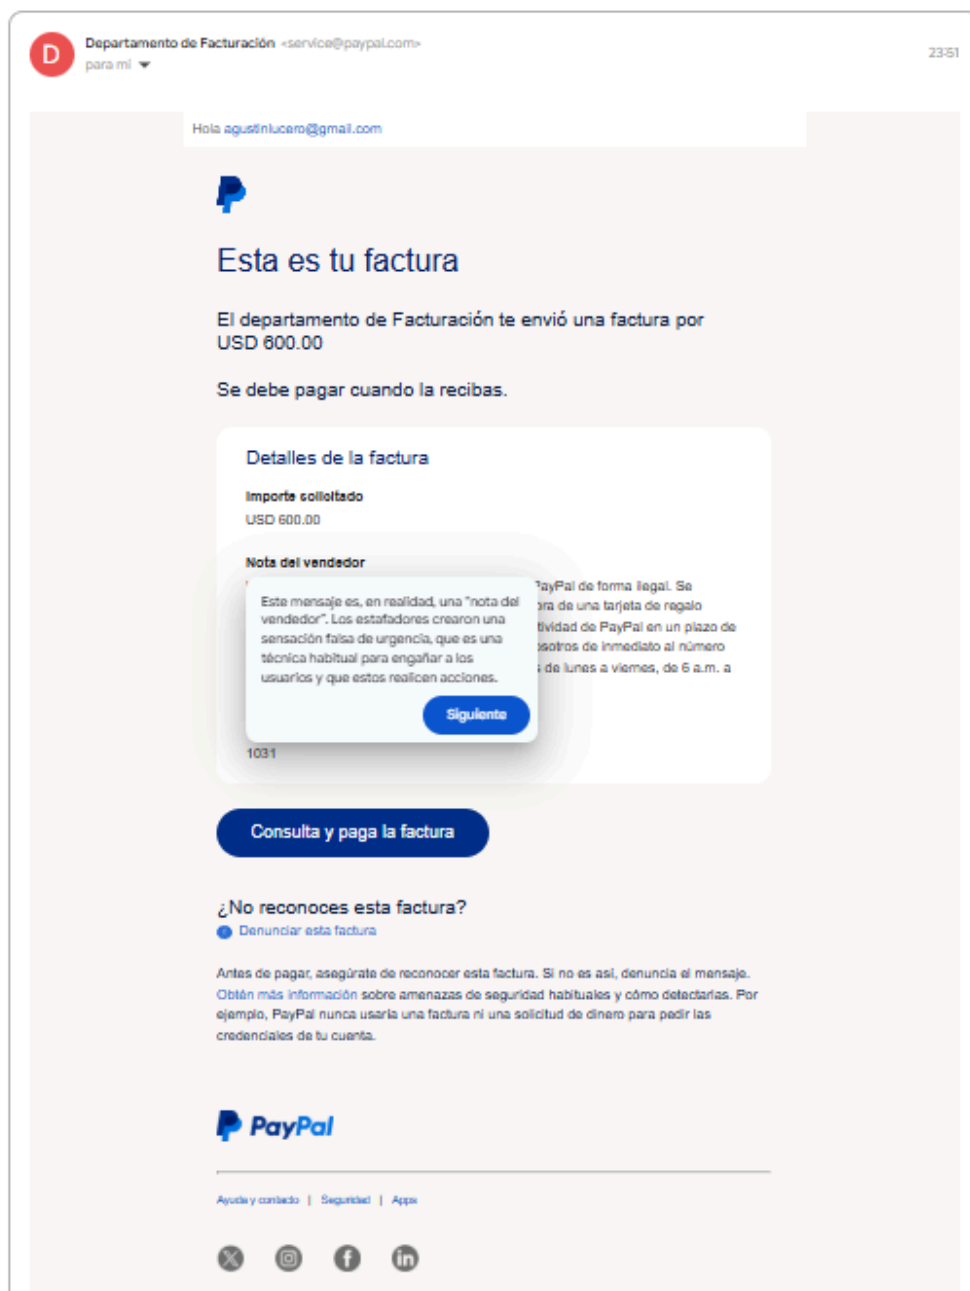 D
Departamento de Facturación <service@paypal.com>
23:51
para mí
Hola agustinlucero@gmail.com
Esta es tu factura
El departamento de Facturación te envió una factura por
USD 600.00
Se debe pagar cuando la recibas.
Detalles de la factura
Importe solicitado
USD 600.00
Nota del vendedor
PayPal de forma ilegal. Se
ora de una tarjeta de regalo
tividad de PayPal en un plazo de
osotros de inmediato al número
s de lunes a viernes, de 6 a.m. a
Este mensaje es, en realidad, una "nota del
vendedor". Los estafadores crearon una
sensación falsa de urgencia, que es una
técnica habitual para engañar a los
usuarios y que estos realicen acciones.
Siguiente
1031
Consulta y paga la factura
¿No reconoces esta factura?
Denunciar esta factura
Antes de pagar, asegúrate de reconocer esta factura. Si no es así, denuncia el mensaje.
Obtén más información sobre amenazas de seguridad habituales y cómo detectarlas. Por
ejemplo, PayPal nunca usaría una factura ni una solicitud de dinero para pedir las
credenciales de tu cuenta.
PayPal
Ayuda y contacto | Seguridad | Apps